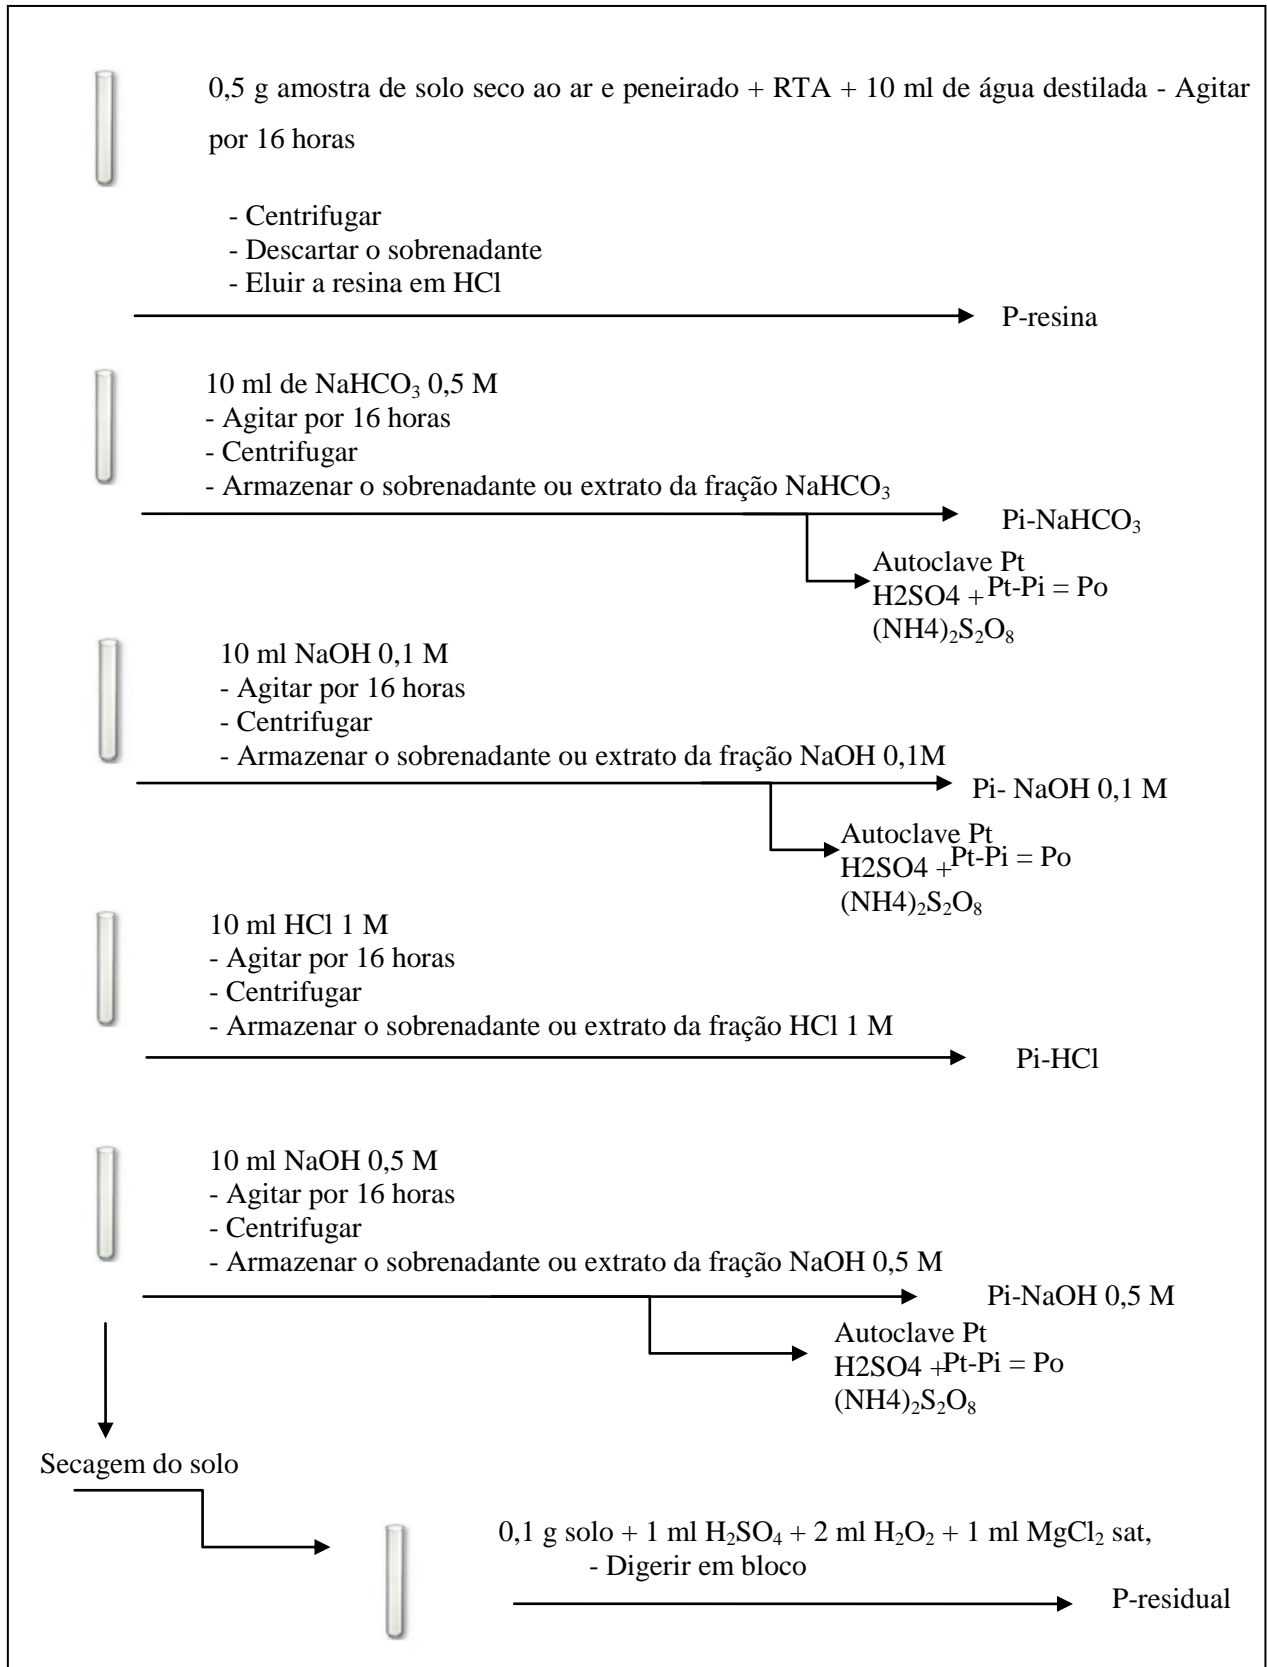 0,5 g amostra de solo seco ao ar e peneirado + RTA + 10 ml de água destilada - Agitar
por 16 horas
- Centrifugar
- Descartar o sobrenadante
- Eluir a resina em HCl
P-resina
10 ml de NaHCO₃ 0,5 M
- Agitar por 16 horas
- Centrifugar
- Armazenar o sobrenadante ou extrato da fração NaHCO₃
Pi-NaHCO₃
Autoclave Pt
H2SO4 +
Pt-Pi = Po
(NH4)₂S₂O₈
10 ml NaOH 0,1 M
- Agitar por 16 horas
- Centrifugar
- Armazenar o sobrenadante ou extrato da fração NaOH 0,1M
Pi- NaOH 0,1 M
Autoclave Pt
H2SO4 +
Pt-Pi = Po
(NH4)₂S₂O₈
10 ml HCl 1 M
- Agitar por 16 horas
- Centrifugar
- Armazenar o sobrenadante ou extrato da fração HCl 1 M
Pi-HCl
10 ml NaOH 0,5 M
- Agitar por 16 horas
- Centrifugar
- Armazenar o sobrenadante ou extrato da fração NaOH 0,5 M
Pi-NaOH 0,5 M
Autoclave Pt
H2SO4 +
Pt-Pi = Po
(NH4)₂S₂O₈
Secagem do solo
0,1 g solo + 1 ml H₂SO₄ + 2 ml H₂O₂ + 1 ml MgCl₂ sat,
- Digerir em bloco
P-residual